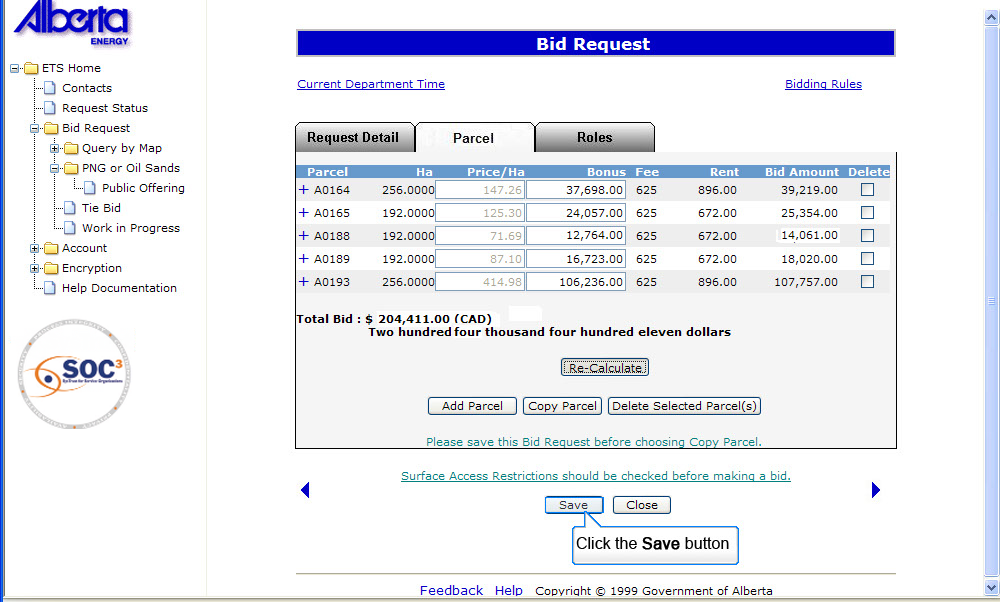 Alberta
ENERGY
ETS Home
Contacts
Request Status
Bid Request
Query by Map
PNG or Oil Sands
Public Offering
Tie Bid
Work in Progress
Account
Encryption
Help Documentation
SOC3
SysTrust for Service Organizations
Bid Request
Current Department Time Bidding Rules
Request Detail Parcel Roles
Parcel Ha Price/Ha Bonus Fee Rent Bid Amount Delete
+ A0164 256.0000 147.26 37,698.00 625 896.00 39,219.00
+ A0165 192.0000 125.30 24,057.00 625 672.00 25,354.00
+ A0188 192.0000 71.69 12,764.00 625 672.00 14,061.00
+ A0189 192.0000 87.10 16,723.00 625 672.00 18,020.00
+ A0193 256.0000 414.98 106,236.00 625 896.00 107,757.00
Total Bid : $ 204,411.00 (CAD)
Two hundred four thousand four hundred eleven dollars
Re-Calculate
Add Parcel Copy Parcel Delete Selected Parcel(s)
Please save this Bid Request before choosing Copy Parcel.
Surface Access Restrictions should be checked before making a bid.
Save Close
Click the Save button
Feedback Help Copyright © 1999 Government of Alberta